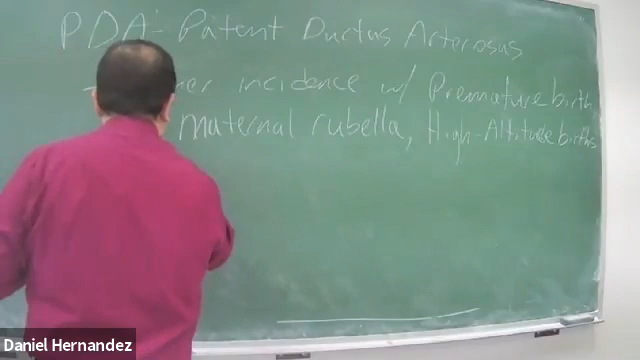 PDA- Patent Ductus Arterosus
incidence w/ Premature birth
maternal rubella, High-Altitude births
Daniel Hernandez